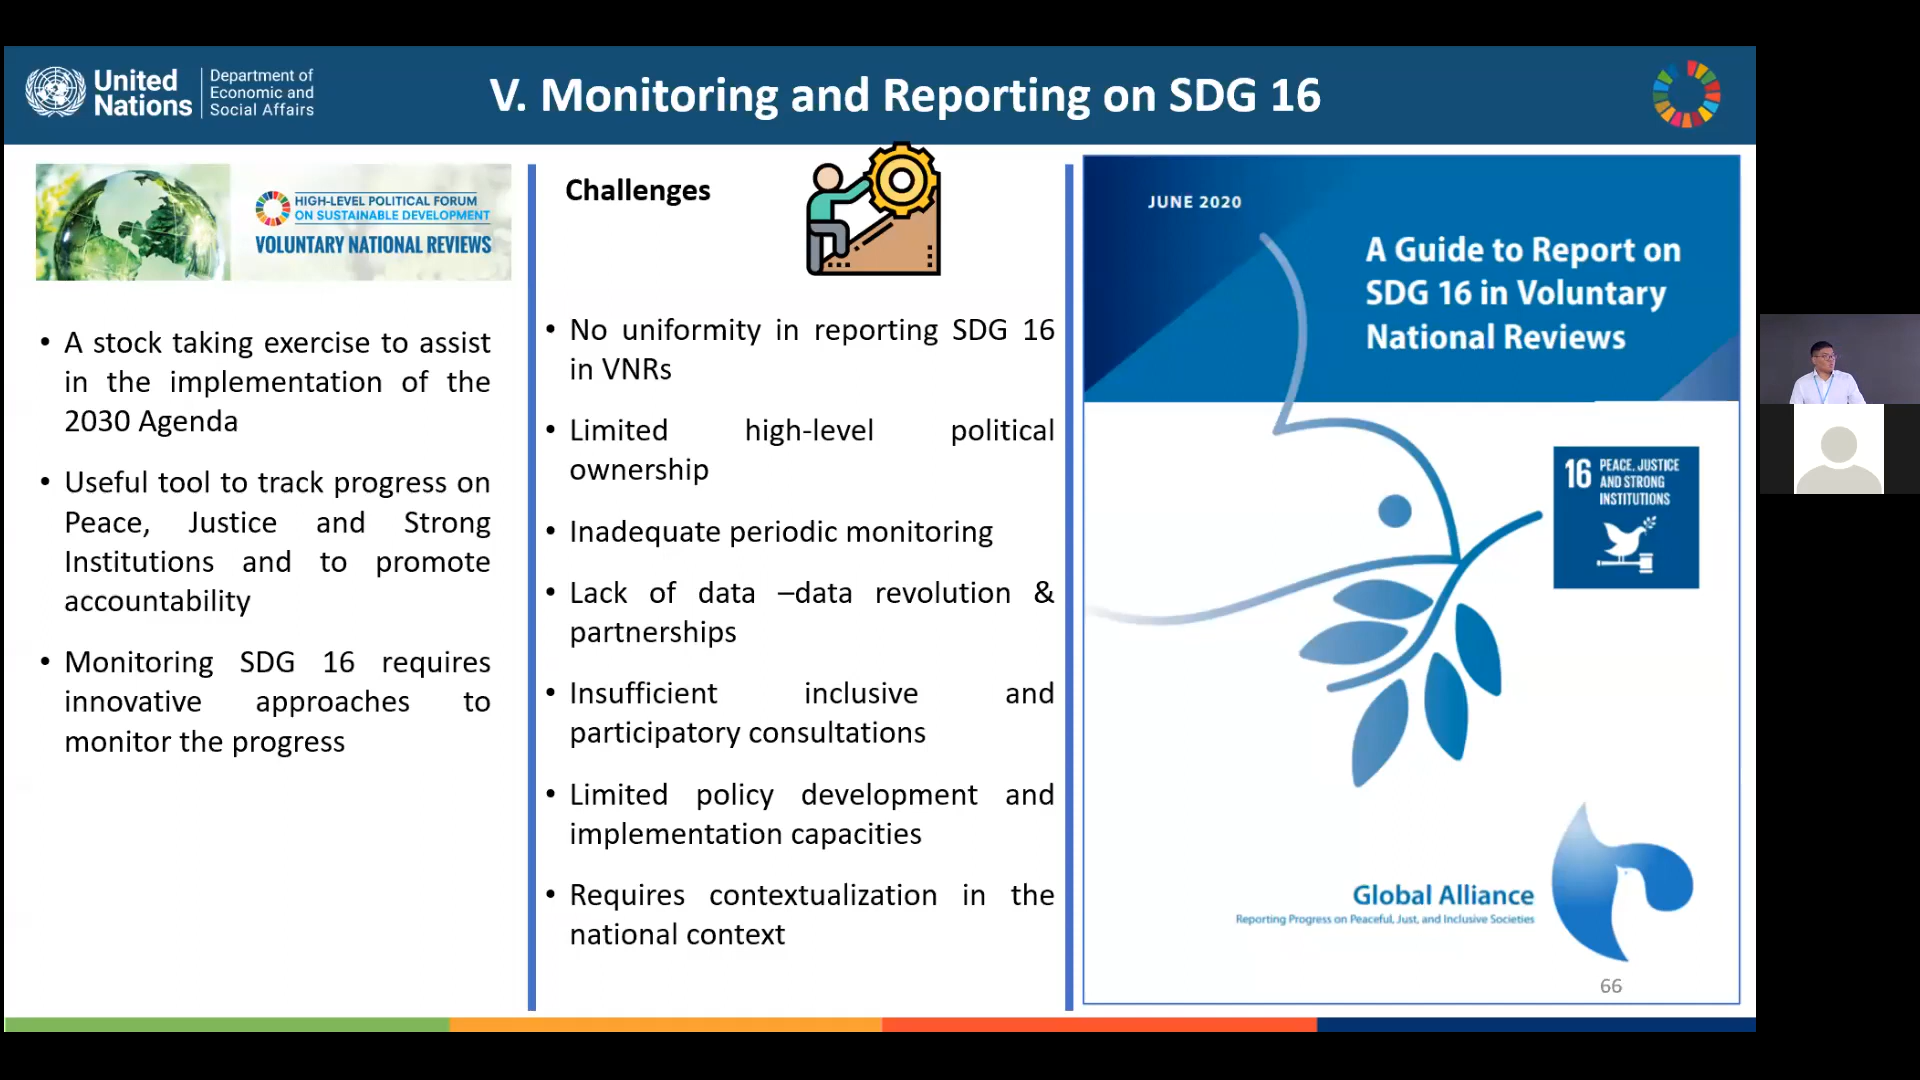 United
Nations
Department of
Economic and
Social Affairs
V. Monitoring and Reporting on SDG 16
HIGH-LEVEL POLITICAL FORUM
ON SUSTAINABLE DEVELOPMENT
VOLUNTARY NATIONAL REVIEWS
• A stock taking exercise to assist
in the implementation of the
2030 Agenda
• Useful tool to track progress on
Peace, Justice and Strong
Institutions and to promote
accountability
• Monitoring SDG 16 requires
innovative approaches to
monitor the progress
Challenges
• No uniformity in reporting SDG 16
in VNRs
• Limited high-level political
ownership
• Inadequate periodic monitoring
• Lack of data –data revolution &
partnerships
• Insufficient inclusive and
participatory consultations
• Limited policy development and
implementation capacities
• Requires contextualization in the
national context
JUNE 2020
A Guide to Report on
SDG 16 in Voluntary
National Reviews
16 PEACE, JUSTICE
AND STRONG
INSTITUTIONS
Global Alliance
Reporting Progress on Peaceful, Just, and Inclusive Societies
66